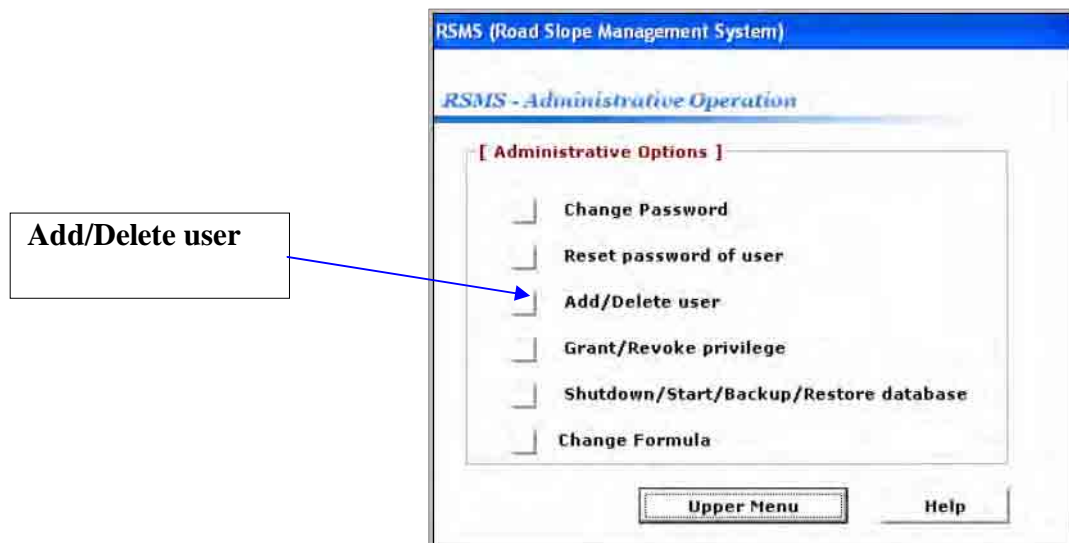 RSMS (Road Slope Management System)
RSMS - Administrative Operation
[ Administrative Options ]
Change Password
Reset password of user
Add/Delete user
Add/Delete user
Grant/Revoke privilege
Shutdown/Start/Backup/Restore database
Change Formula
Upper Menu
Help